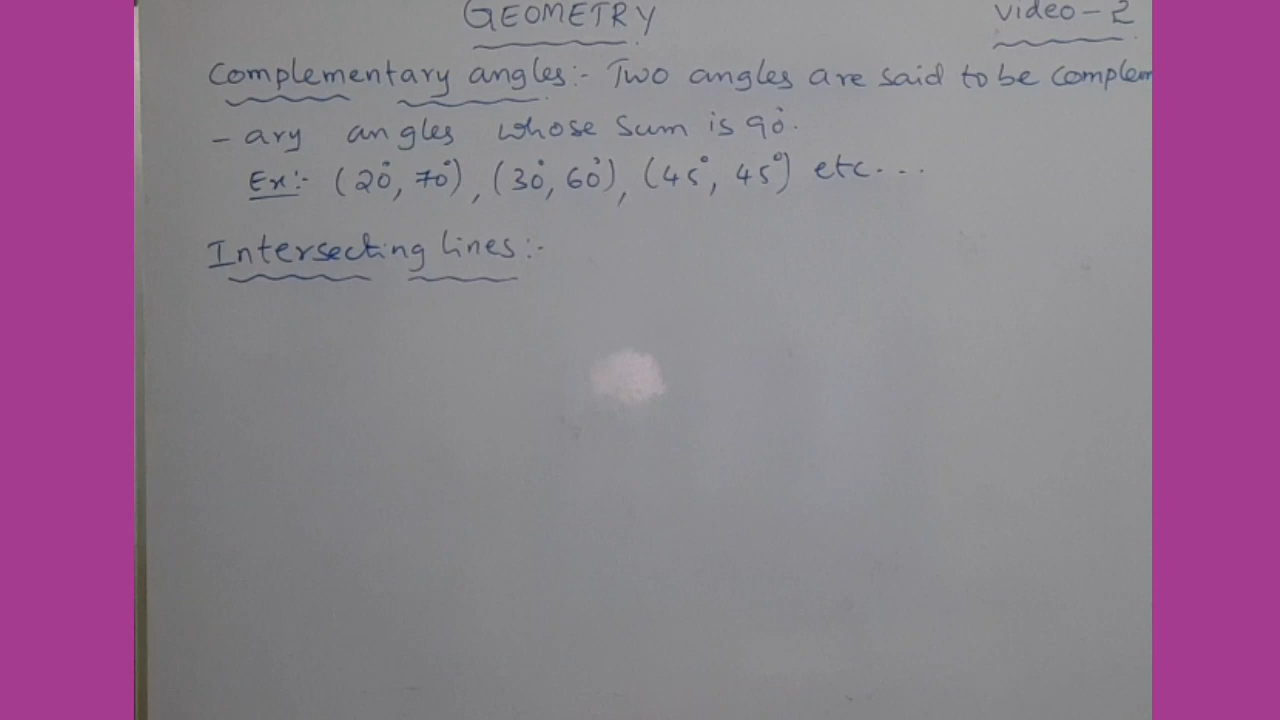 GEOMETRY
video - 2
Complementary angles:- Two angles are said to be complem
- ary angles whose sum is 90°.
Ex:- (20°, 70°), (30°, 60°), (45°, 45°) etc...
Intersecting lines:-